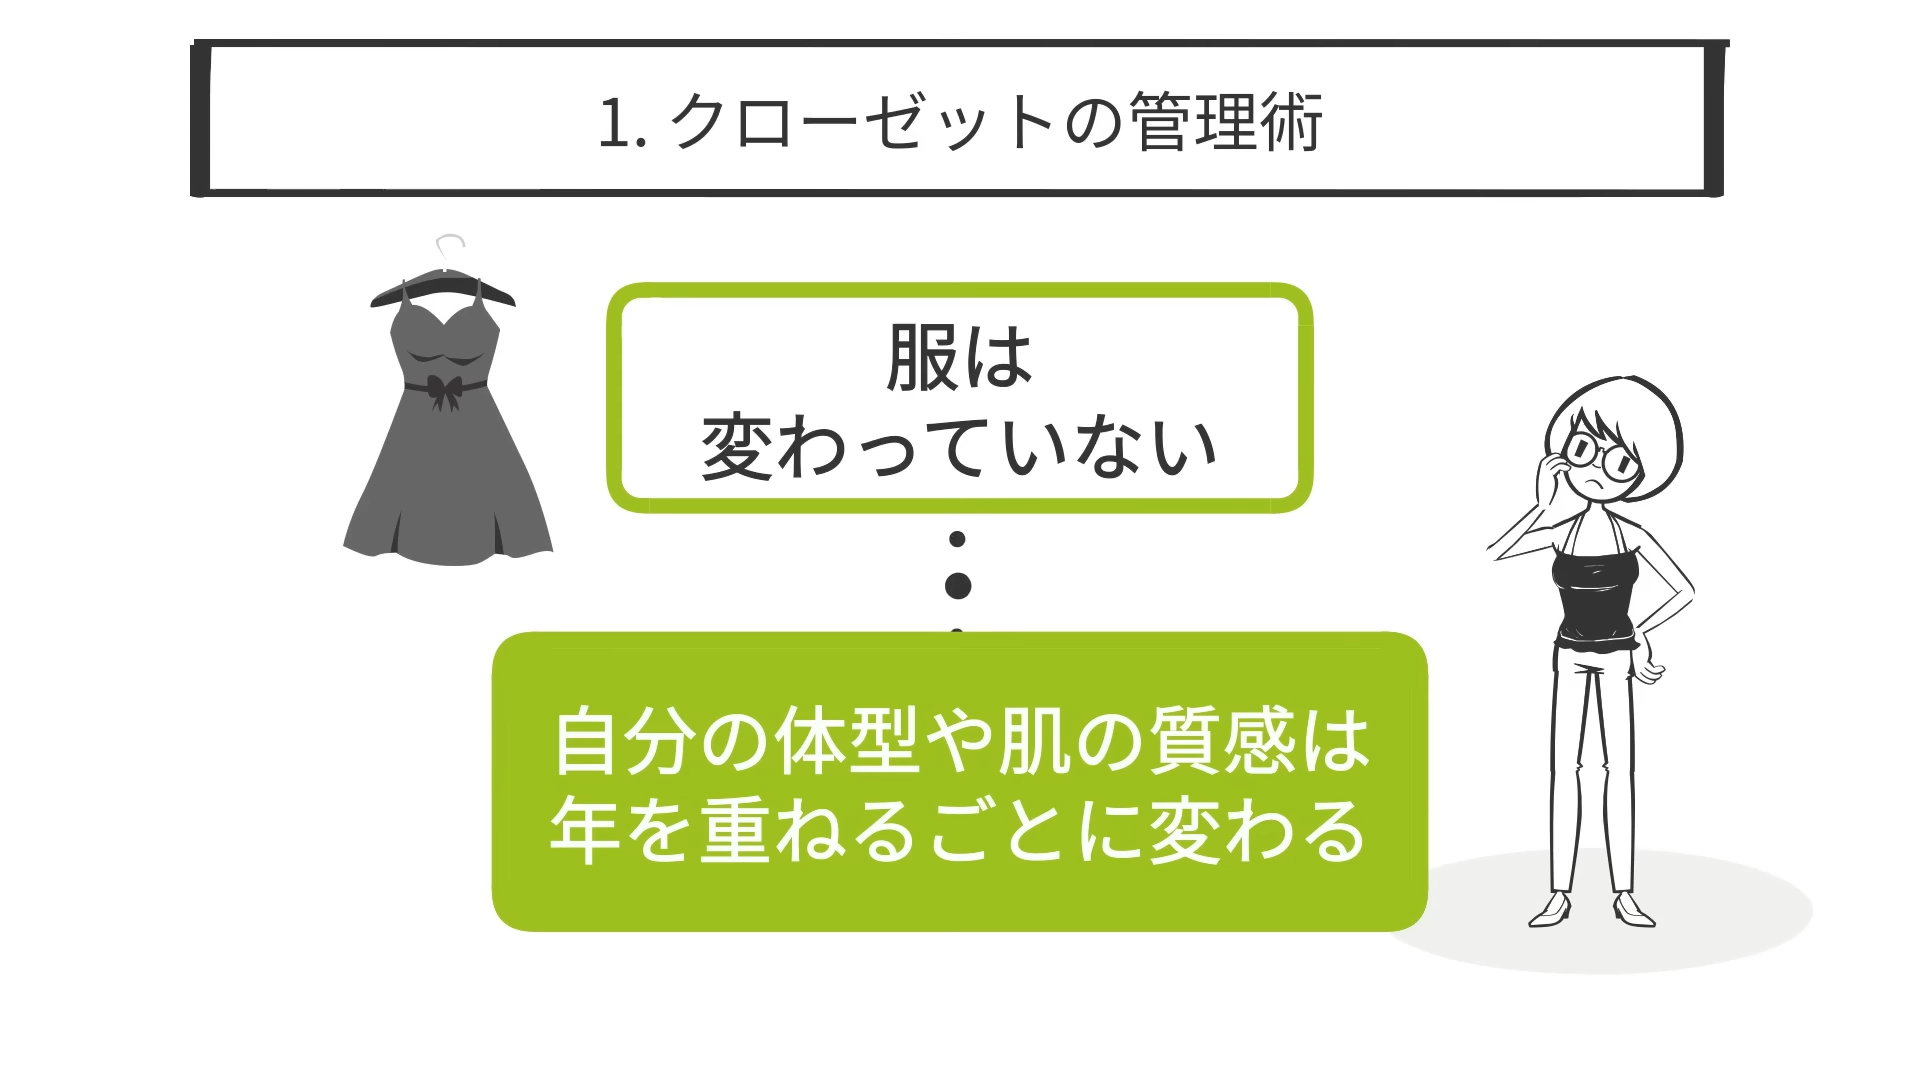 1. クローゼットの管理術
服は
変わっていない
自分の体型や肌の質感は
年を重ねるごとに変わる